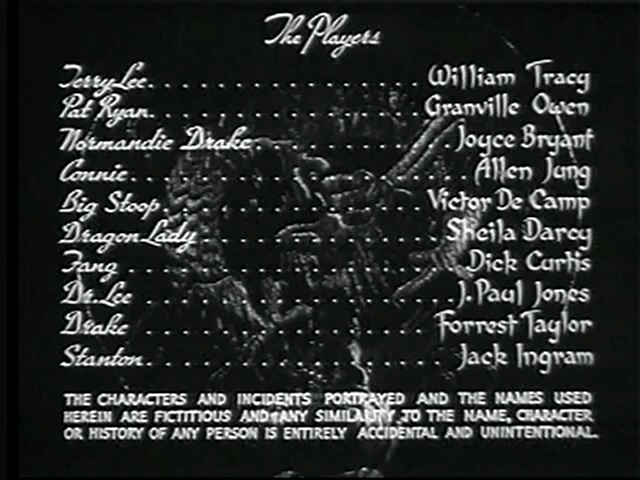 The Players
Terry Lee. . . . . . . . . . . . . . . . . . . . William Tracy
Pat Ryan. . . . . . . . . . . . . . . . . . . . Granville Owen
Normandie Drake. . . . . . . . . . . . . . Joyce Bryant
Connie. . . . . . . . . . . . . . . . . . . . . . . Allen Jung
Big Stoop. . . . . . . . . . . . . . . . . . . Victor De Camp
Dragon Lady. . . . . . . . . . . . . . . . . . Sheila Darcy
Fang . . . . . . . . . . . . . . . . . . . . . . . Dick Curtis
Dr. Lee . . . . . . . . . . . . . . . . . . . . . J. Paul Jones
Drake . . . . . . . . . . . . . . . . . . . . Forrest Taylor
Stanton. . . . . . . . . . . . . . . . . . . . . Jack Ingram
THE CHARACTERS AND INCIDENTS PORTRAYED AND THE NAMES USED
HEREIN ARE FICTITIOUS AND ANY SIMILARITY TO THE NAME, CHARACTER
OR HISTORY OF ANY PERSON IS ENTIRELY ACCIDENTAL AND UNINTENTIONAL.